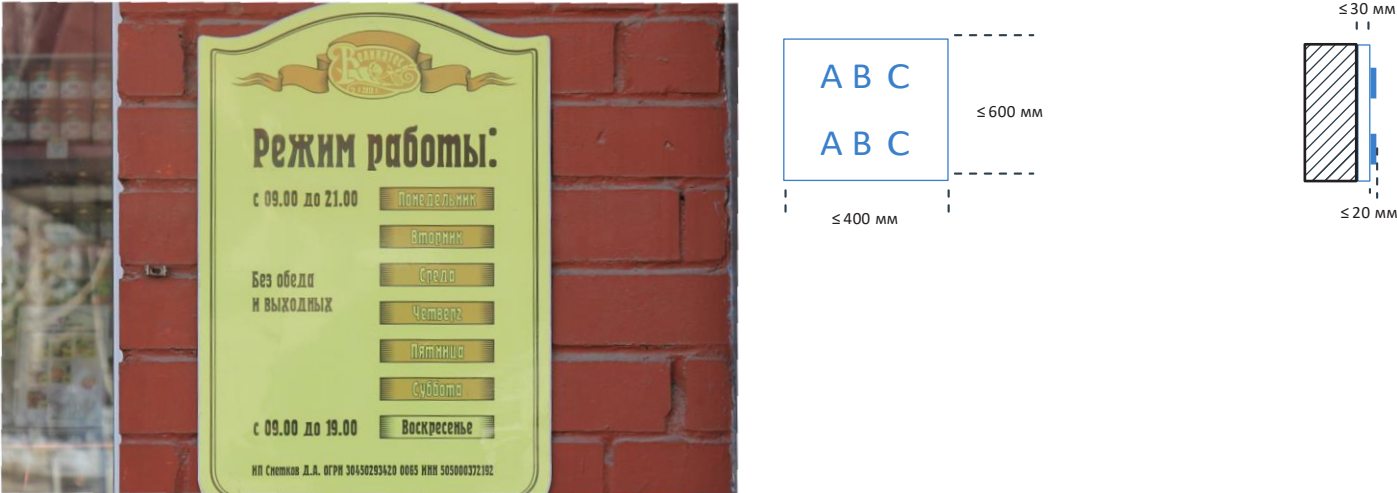 Режим работы:
с 09.00 до 21.00
Понедельник
Вторник
Среда
Без обеда
и выходных
Четверг
Пятница
Суббота
с 09.00 до 19.00
Воскресенье
ИП Сметков Д.А. ОГРН 30450293420 0065 ИНН 505000372192
A B C
A B C
≤600 мм
≤400 мм
≤30 мм
≤20 мм